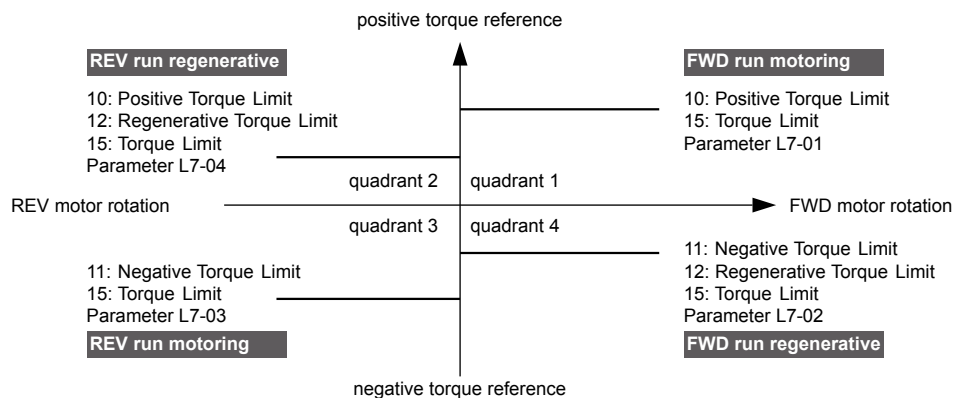 positive torque reference
REV run regenerative
10: Positive Torque Limit
12: Regenerative Torque Limit
15: Torque Limit
Parameter L7-04
FWD run motoring
10: Positive Torque Limit
15: Torque Limit
Parameter L7-01
quadrant 2
quadrant 1
REV motor rotation
FWD motor rotation
quadrant 3
quadrant 4
11: Negative Torque Limit
15: Torque Limit
Parameter L7-03
REV run motoring
11: Negative Torque Limit
12: Regenerative Torque Limit
15: Torque Limit
Parameter L7-02
FWD run regenerative
negative torque reference